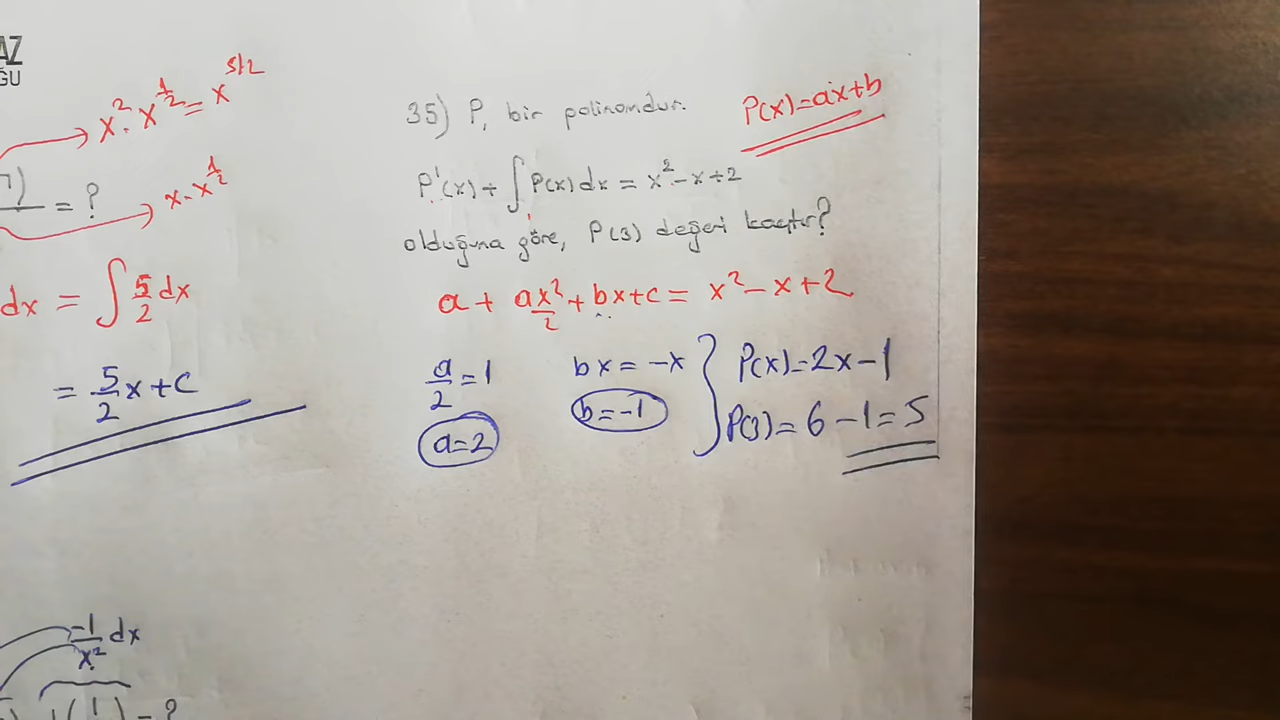 AZ
ĞU
x².x^{1/2} = x^{5/2}
= ?
x.x^{1/2}
dx = ∫ 5/2 dx
= 5/2 x + c
35) P, bir polinomdur.
P(x)=ax+b
P'(x) + ∫ P(x) dx = x² - x + 2
olduğuna göre, P(3) değeri kaçtır?
a + ax²/2 + bx + c = x² - x + 2
a/2 = 1
a = 2
bx = -x
b = -1
P(x) = 2x - 1
P(3) = 6 - 1 = 5
-1/x² dx
= ?